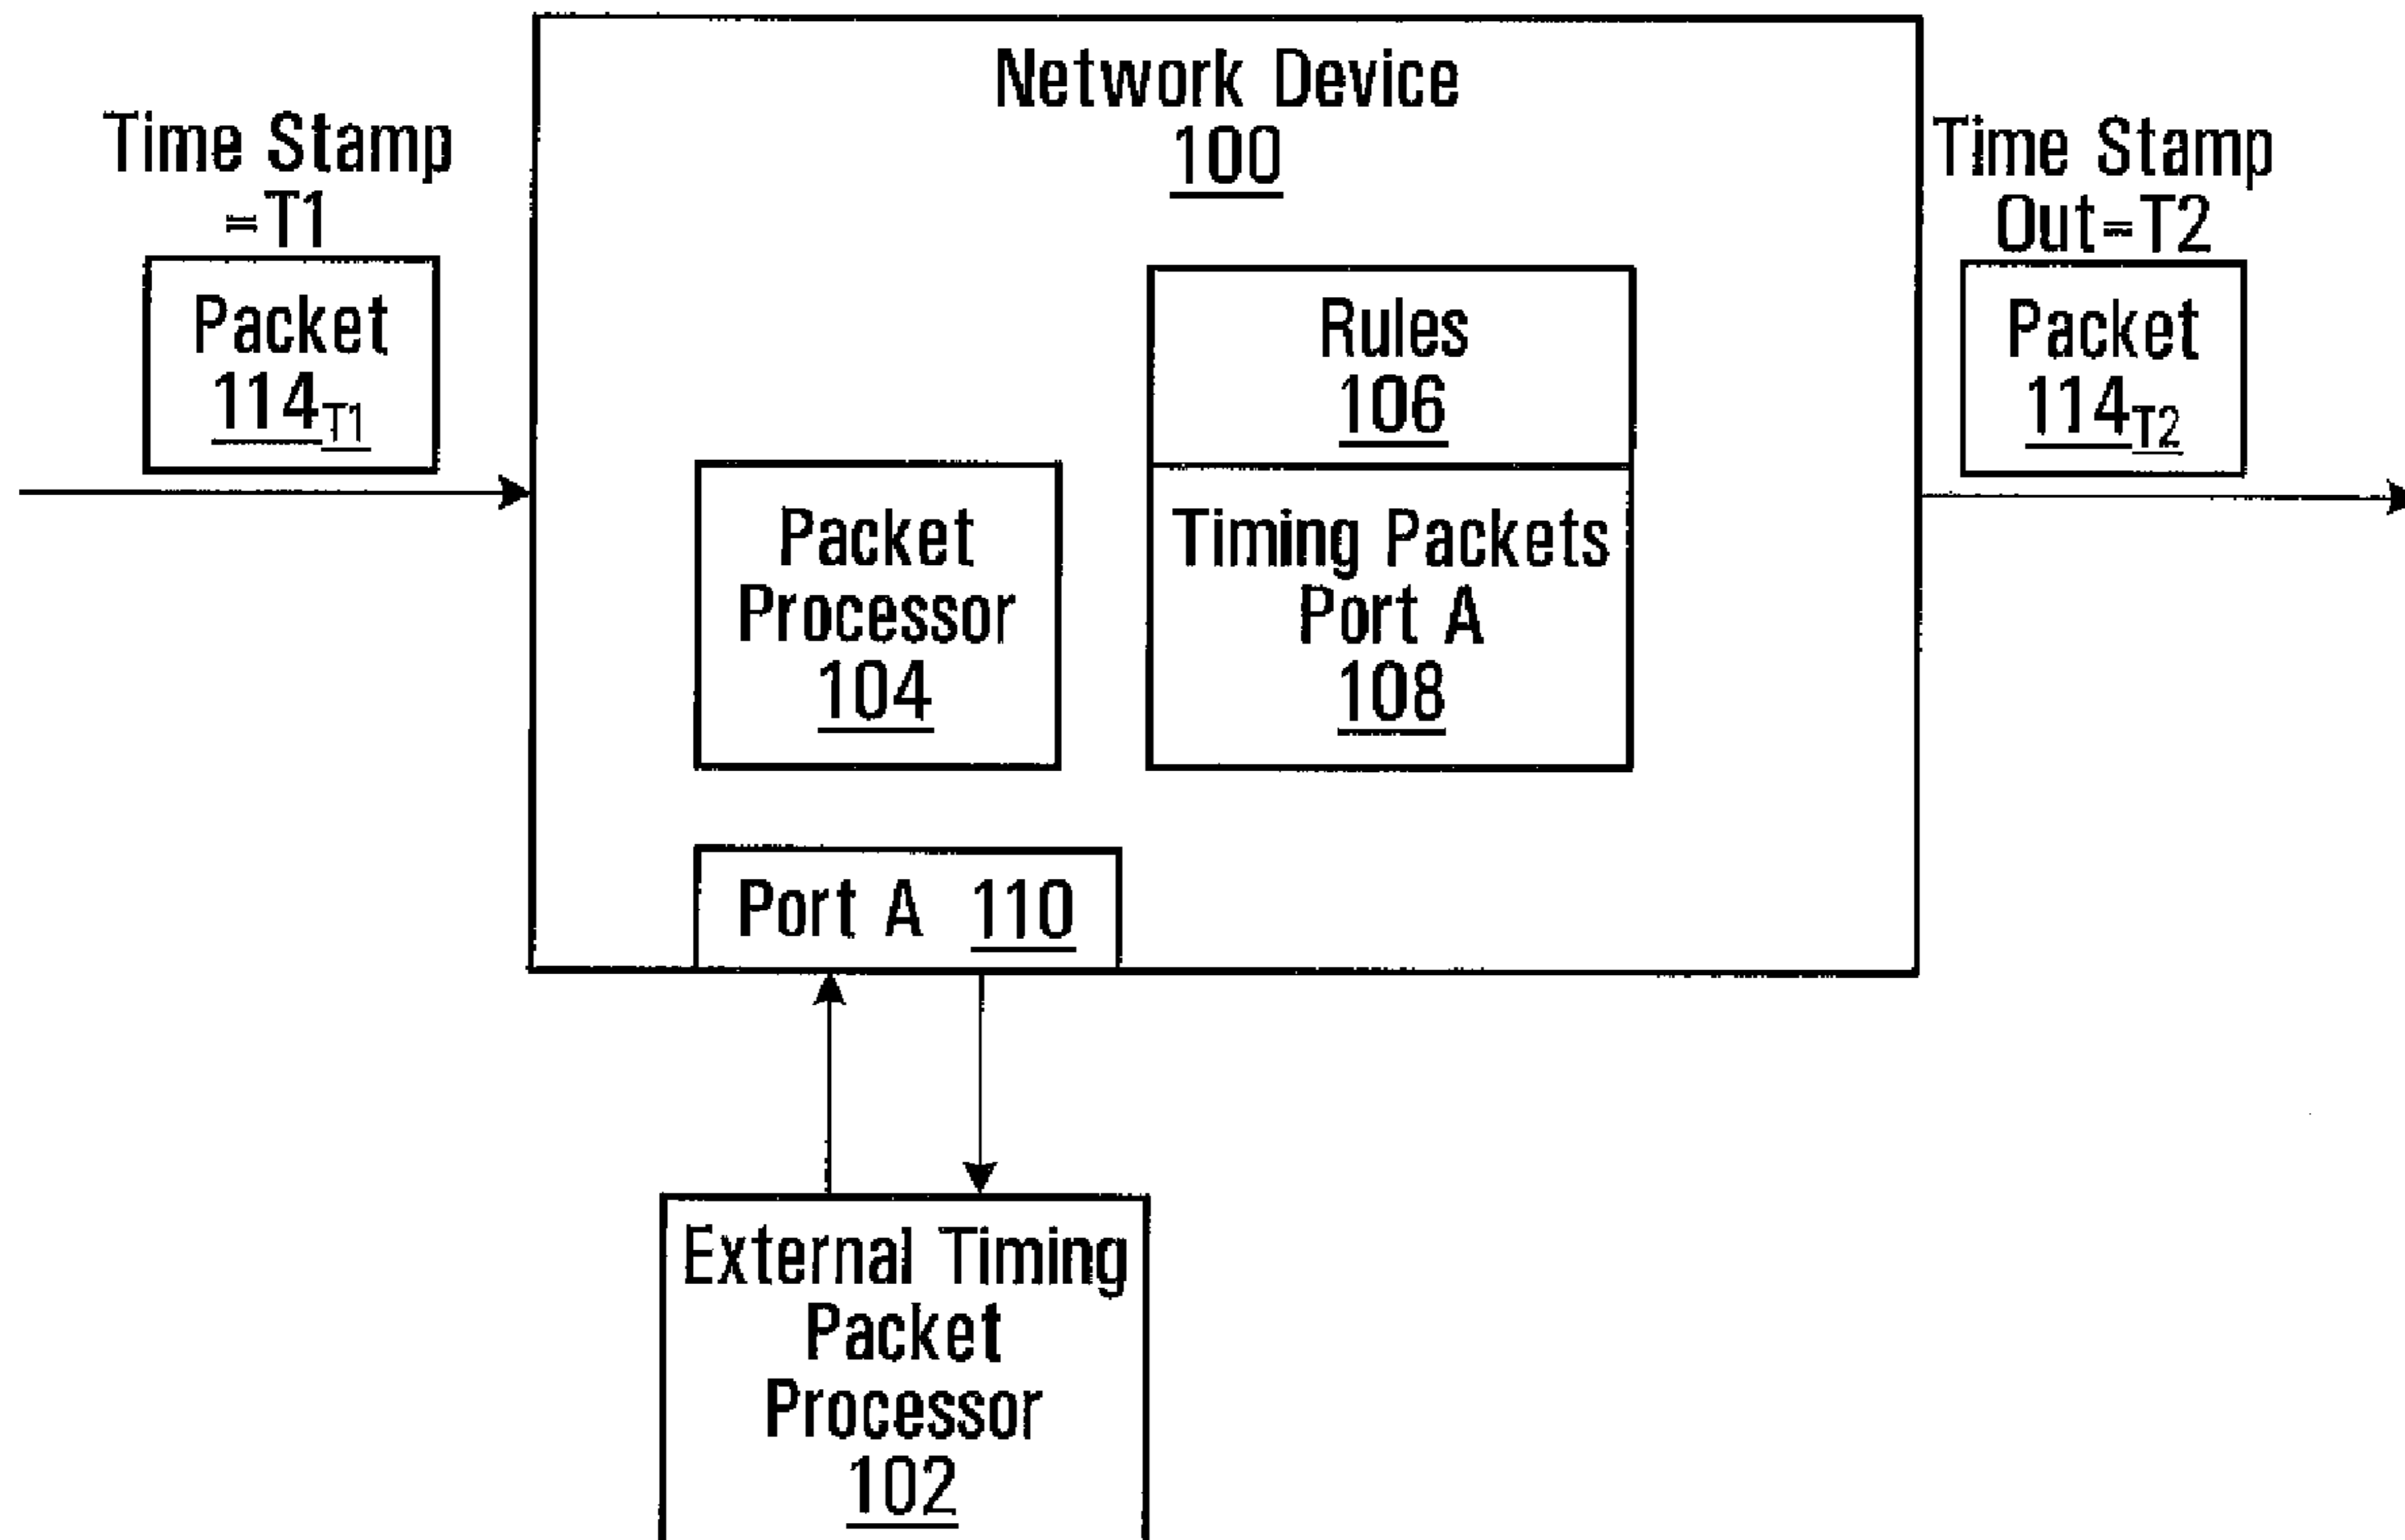 Network Device
100
Time Stamp
=T1
Packet
114T1
Time Stamp
Out=T2
Packet
114T2
Rules
106
Packet
Processor
104
Timing Packets
Port A
108
Port A 110
External Timing
Packet
Processor
102